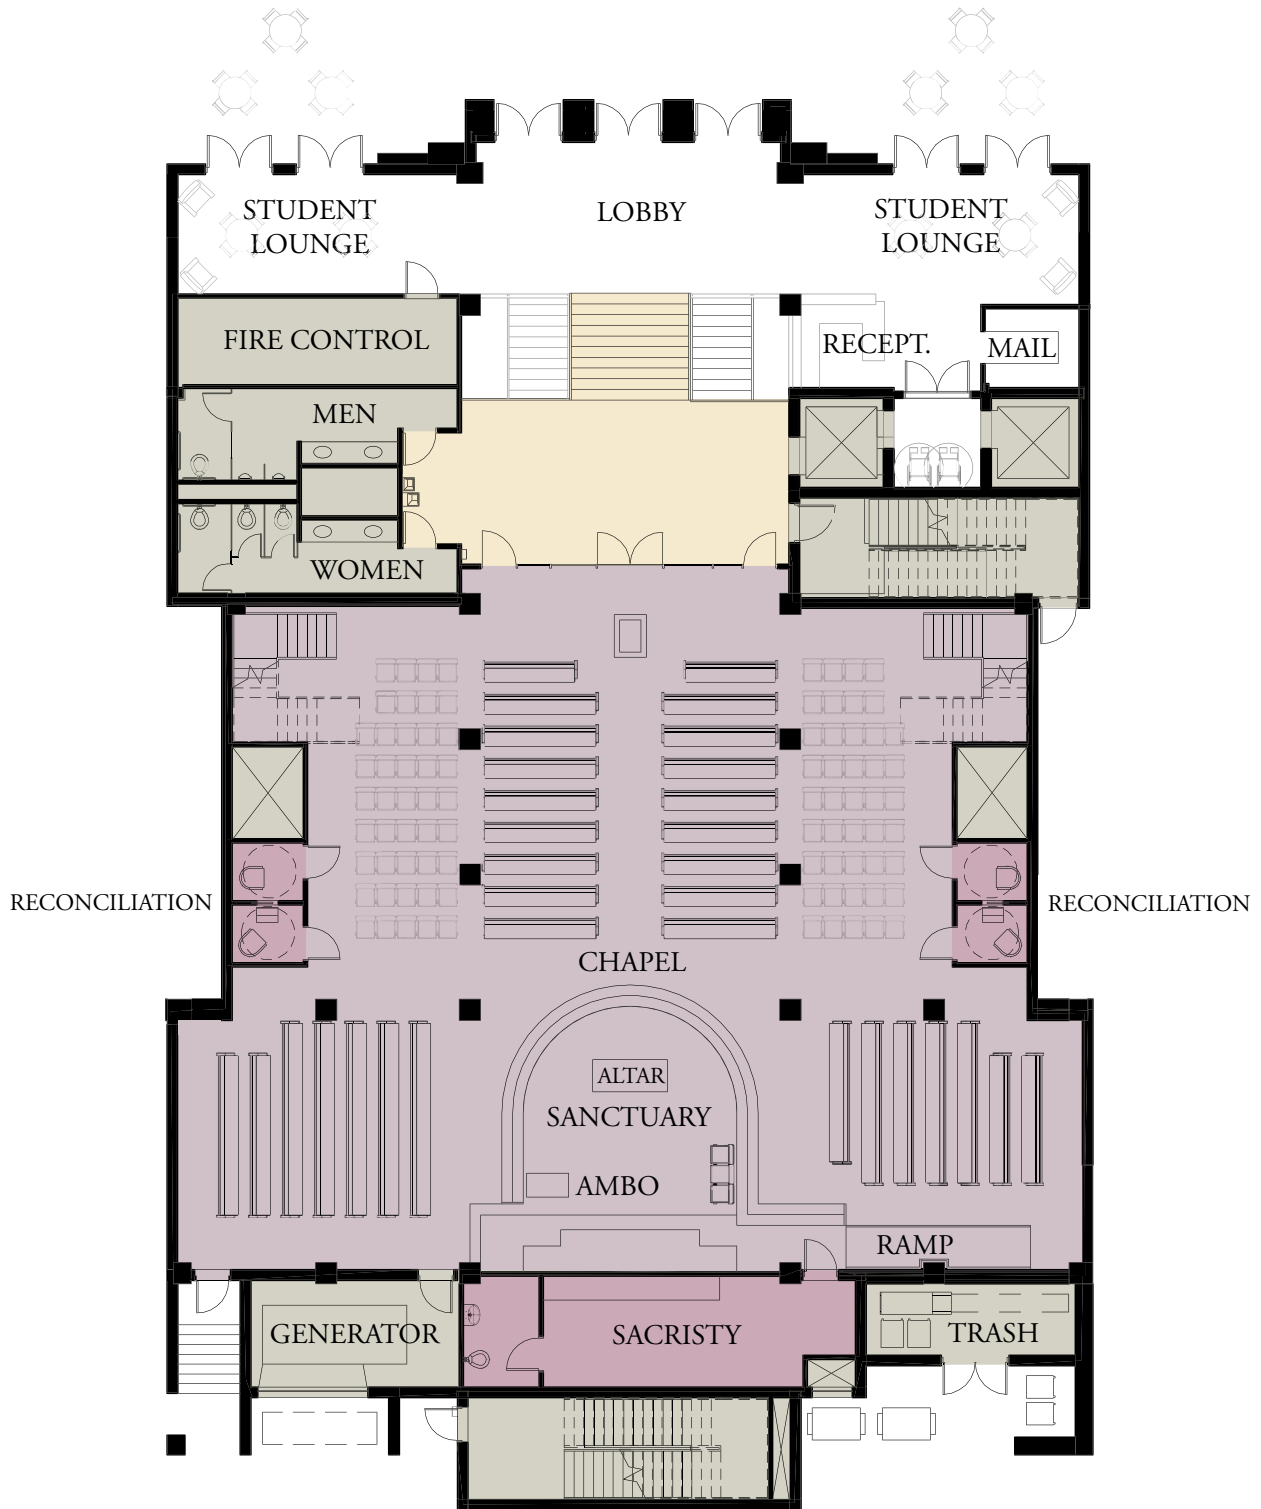 STUDENT
LOUNGE
LOBBY
STUDENT
LOUNGE
FIRE CONTROL
RECEPT.
MAIL
MEN
WOMEN
RECONCILIATION
RECONCILIATION
CHAPEL
ALTAR
SANCTUARY
AMBO
RAMP
GENERATOR
SACRISTY
TRASH